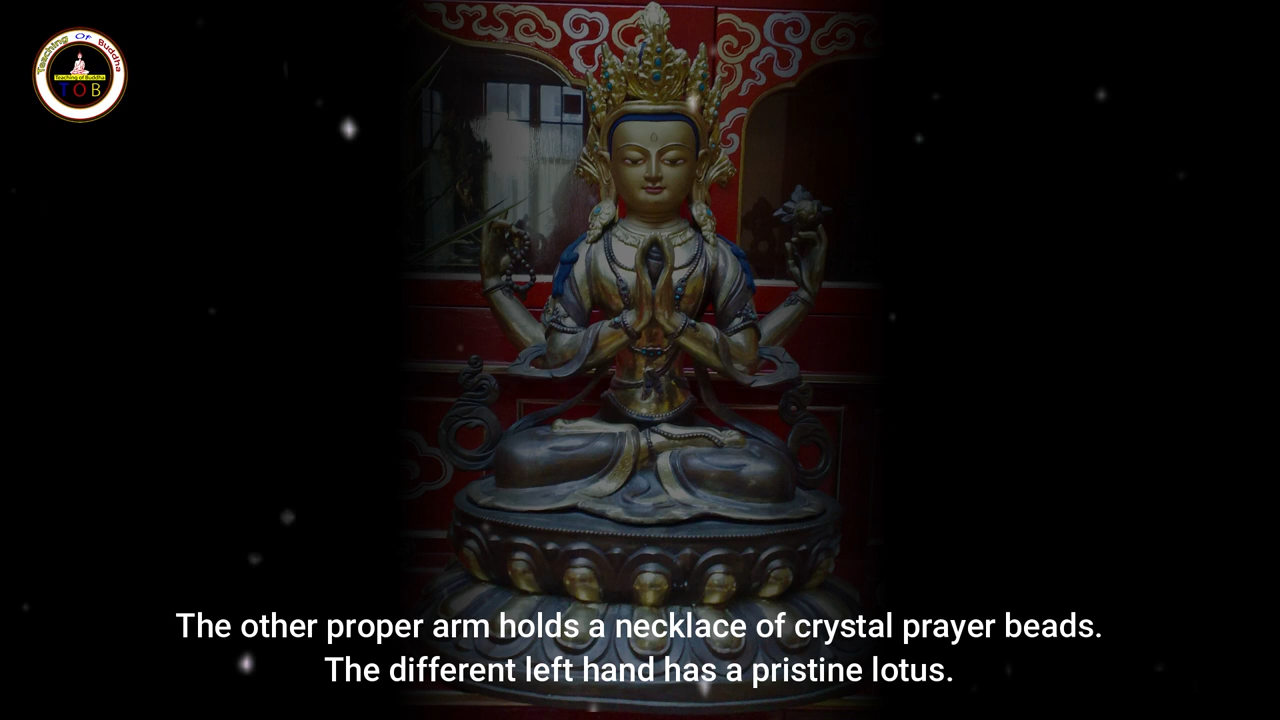 Teaching Of Buddha
Teaching of Buddha
T O B
The other proper arm holds a necklace of crystal prayer beads.
The different left hand has a pristine lotus.